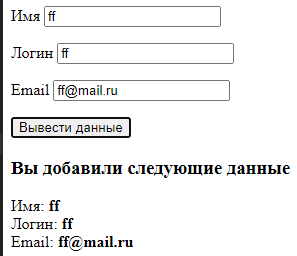 Имя ff
Логин ff
Email ff@mail.ru
Вывести данные
Вы добавили следующие данные
Имя: ff
Логин: ff
Email: ff@mail.ru